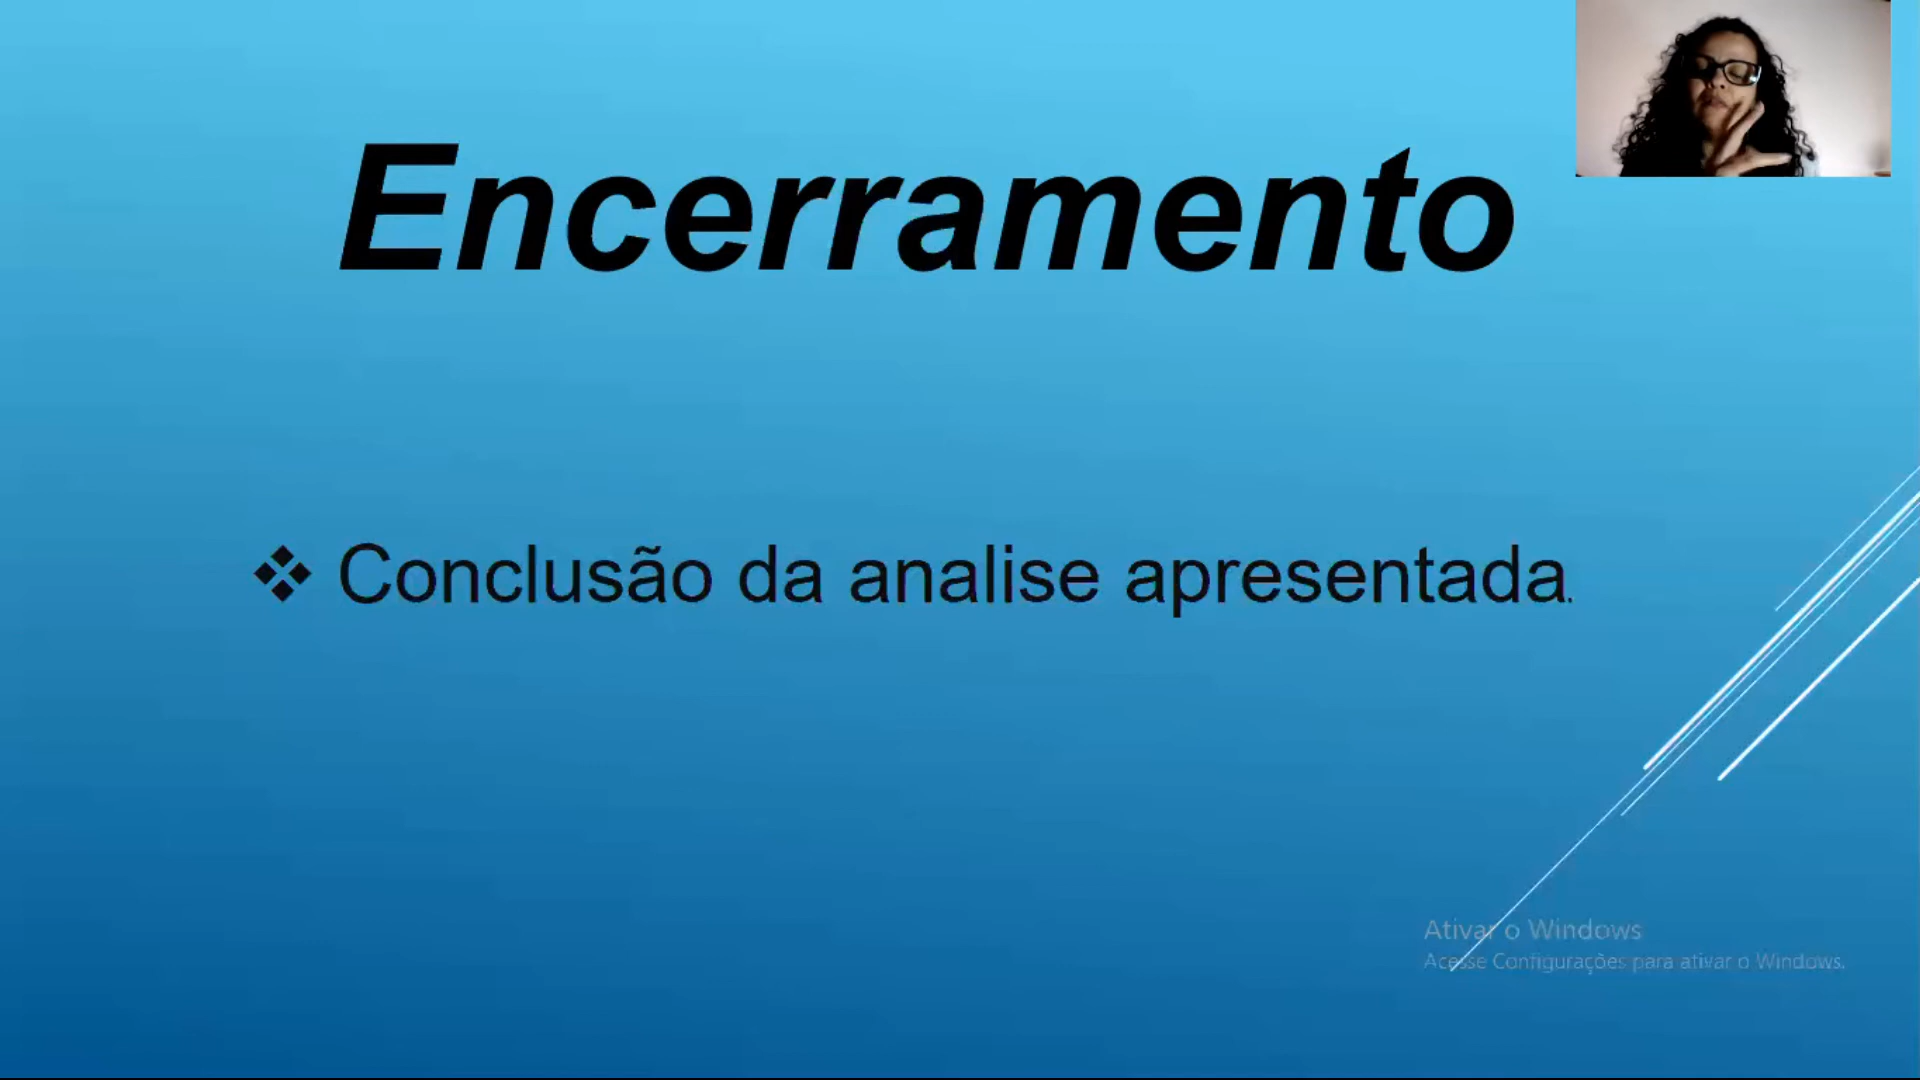 Encerramento
Conclusão da analise apresentada.
Ativar o Windows
Acesse Configurações para ativar o Windows.